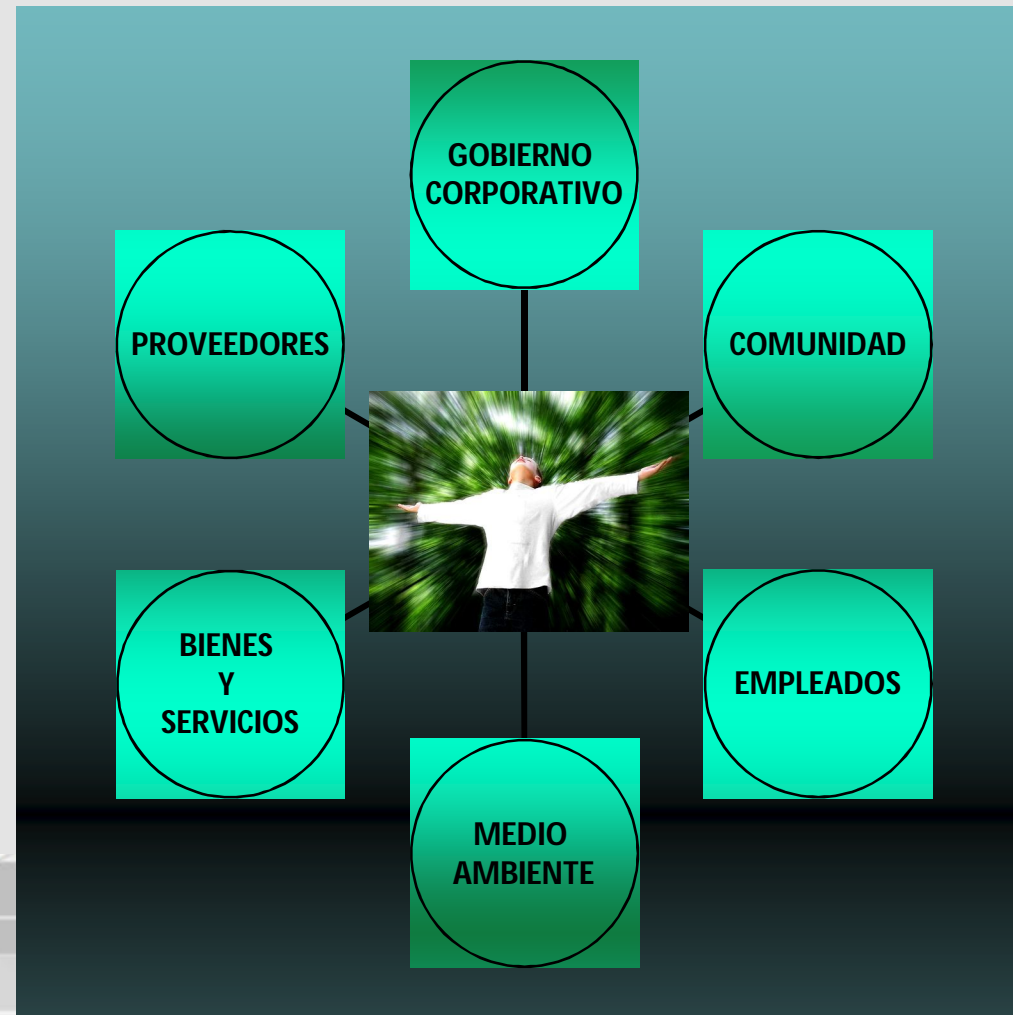 GOBIERNO
CORPORATIVO
PROVEEDORES
COMUNIDAD
BIENES
Y
SERVICIOS
EMPLEADOS
MEDIO
AMBIENTE